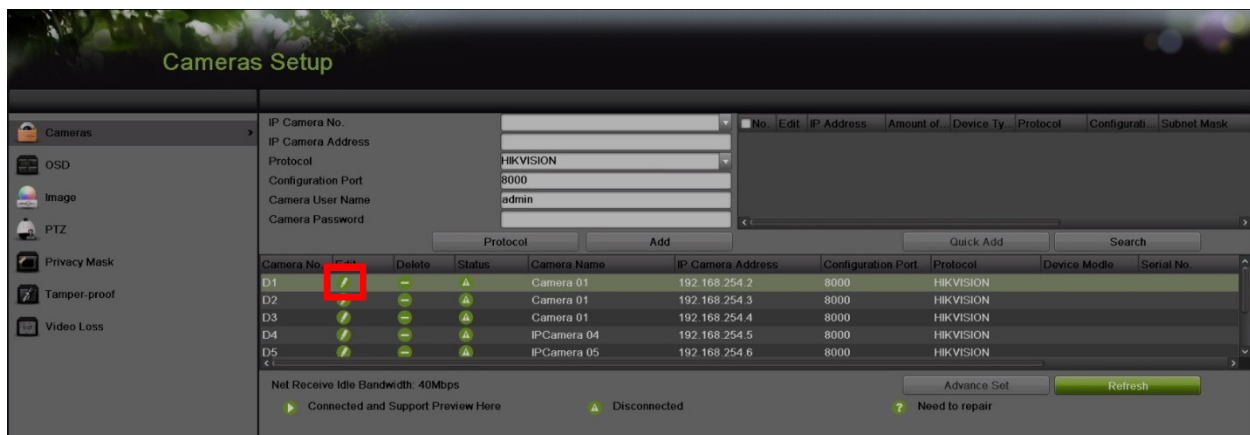 Cameras Setup
Cameras
OSD
Image
PTZ
Privacy Mask
Tamper-proof
Video Loss
IP Camera No.
IP Camera Address
Protocol HIKVISION
Configuration Port 8000
Camera User Name admin
Camera Password
Protocol Add
No. Edit IP Address Amount of... Device Ty... Protocol Configurati... Subnet Mask
Quick Add Search
Camera No. Edit Delete Status Camera Name IP Camera Address Configuration Port Protocol Device Modle Serial No.
D1 Camera 01 192.168.254.2 8000 HIKVISION
D2 Camera 01 192.168.254.3 8000 HIKVISION
D3 Camera 01 192.168.254.4 8000 HIKVISION
D4 IPCamera 04 192.168.254.5 8000 HIKVISION
D5 IPCamera 05 192.168.254.6 8000 HIKVISION
Net Receive Idle Bandwidth: 40Mbps
Advance Set Refresh
Connected and Support Preview Here Disconnected Need to repair